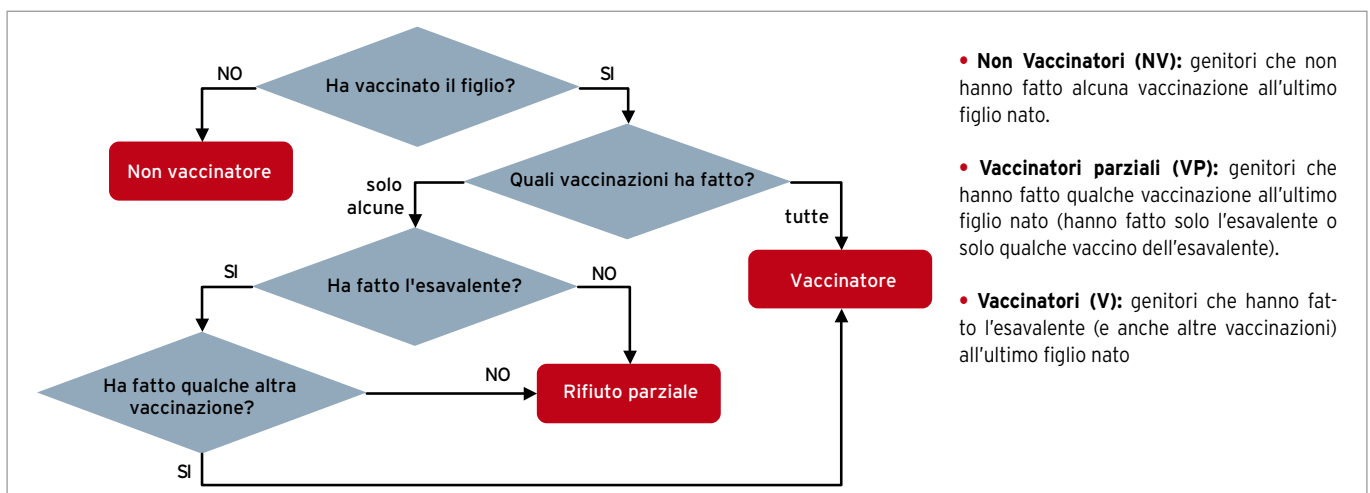 Ha vaccinato il figlio?
NO
SI
Non vaccinatore
Quali vaccinazioni ha fatto?
solo
alcune
tutte
Vaccinatore
Ha fatto l'esavalente?
SI
NO
Ha fatto qualche altra
vaccinazione?
NO
Rifiuto parziale
SI
• Non Vaccinatori (NV): genitori che non
hanno fatto alcuna vaccinazione all'ultimo
figlio nato.
• Vaccinatori parziali (VP): genitori che
hanno fatto qualche vaccinazione all'ultimo
figlio nato (hanno fatto solo l'esavalente o
solo qualche vaccino dell'esavalente).
• Vaccinatori (V): genitori che hanno fat-
to l'esavalente (e anche altre vaccinazioni)
all'ultimo figlio nato